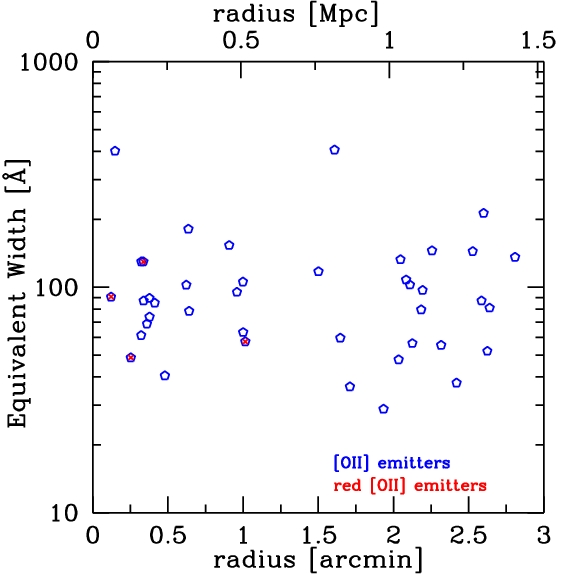 radius [Mpc]
0 0.5 1 1.5
1000
100
10
Equivalent Width [Å]
[OII] emitters
red [OII] emitters
0 0.5 1 1.5 2 2.5 3
radius [arcmin]